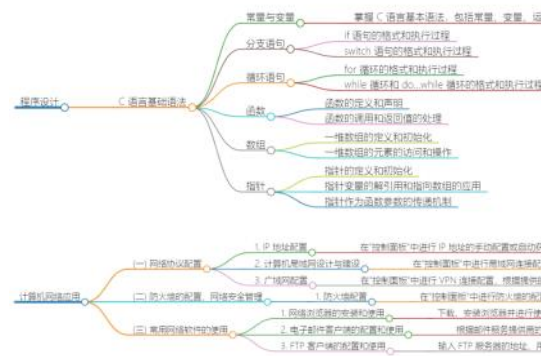 常量与变量
掌握 C 语言基本语法，包括常量、变量、运
分支语句
if 语句的格式和执行过程
switch 语句的格式和执行过程
循环语句
for 循环的格式和执行过程
while 循环和 do...while 循环的格式和执行过程
程序设计
C 语言基础语法
函数
函数的定义和声明
函数的调用和返回值的处理
数组
一维数组的定义和初始化
一维数组的元素的访问和操作
指针
指针的定义和初始化
指针变量的解引用和指向数组的应用
指针作为函数参数的传递机制
计算机网络应用
(一) 网络协议配置
1. IP 地址配置
在“控制面板”中进行 IP 地址的手动配置或自动获
2. 计算机局域网设计与建设
在“控制面板”中进行局域网连接配
3. 广域网配置
在“控制面板”中进行 VPN 连接配置，根据提供的
(二) 防火墙的配置、网络安全管理
1. 防火墙配置
在“控制面板”中进行防火墙的配
(三) 常用网络软件的使用
1. 网络浏览器的安装和使用
下载、安装浏览器并进行使
2. 电子邮件客户端的配置和使用
根据邮件服务提供商的
3. FTP 客户端的配置和使用
输入 FTP 服务器的地址、用